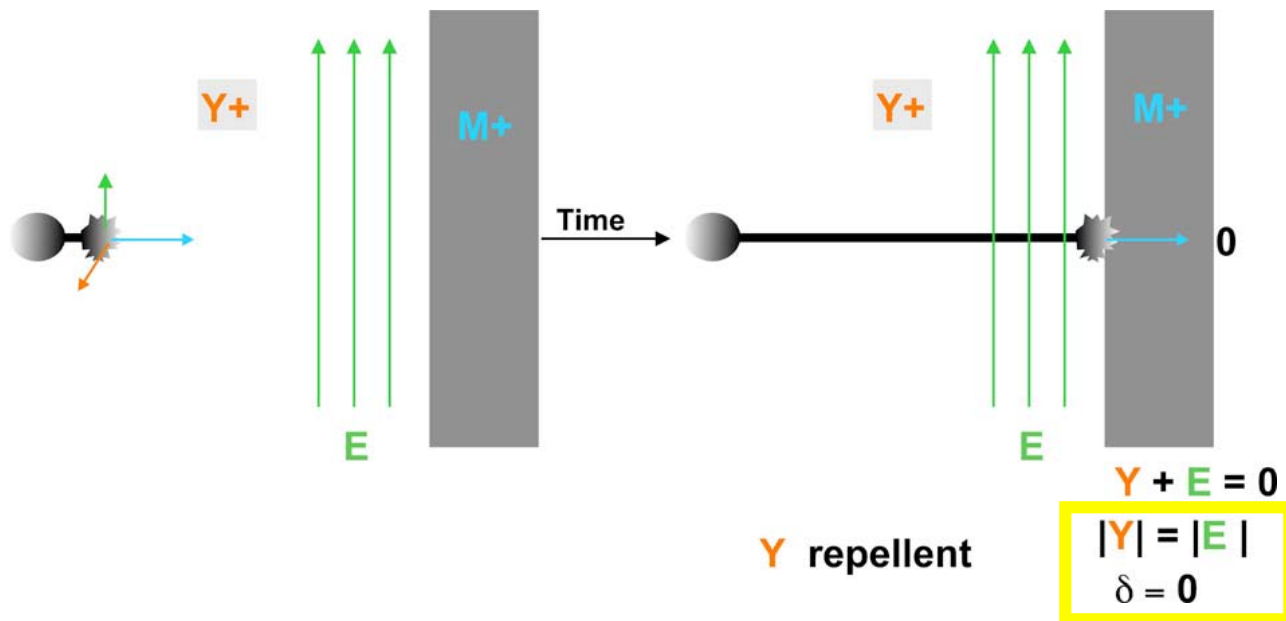 Y+
M+
E
Time
Y+
M+
0
E
Y + E = 0
|Y| = |E |
δ = 0
Y repellent